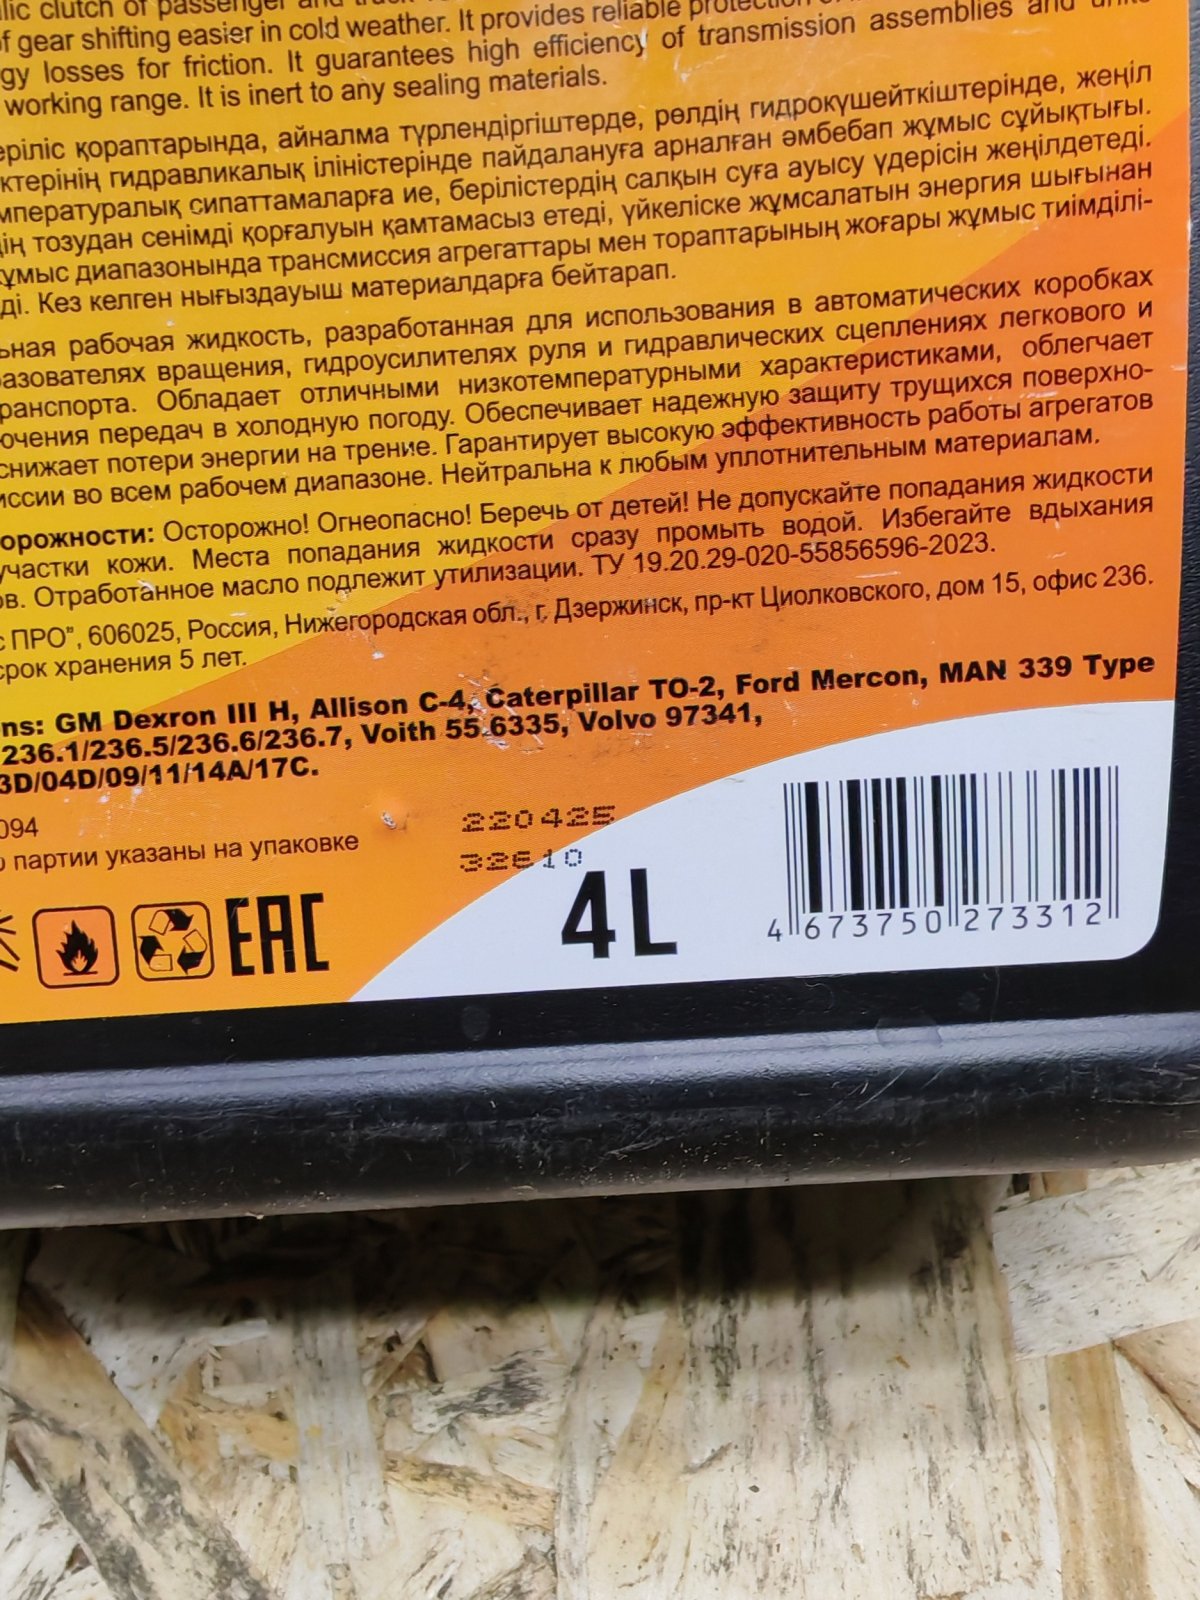 clutch of passenger and truck
of gear shifting easier in cold weather. It provides reliable
losses for friction. It guarantees high efficiency of transmission assemblies and units
working range. It is inert to any sealing materials.
қораптарында, айналма түрлендіргіштерде, рөлдің гидрокүшейткіштерінде, жеңіл
гидравликалық іліністерінде пайдалануға арналған әмбебап жұмыс сұйықтығы.
сипаттамаларға ие, берілістердің салқын суға ауысу үдерісін жеңілдетеді.
тозудан сенімді қорғалуын қамтамасыз етеді, үйкеліске жұмсалатын энергия шығынан
жұмыс диапазонында трансмиссия агрегаттары мен тораптарының жоғары жұмыс тиімділі-
ді. Кез келген нығыздауыш материалдарға бейтарап.
ьная рабочая жидкость, разработанная для использования в автоматических коробках
разователях вращения, гидроусилителях руля и гидравлических сцеплениях легкового и
ранспорта. Обладает отличными низкотемпературными характеристиками, облегчает
ючения передач в холодную погоду. Обеспечивает надежную защиту трущихся поверхно-
снижает потери энергии на трение. Гарантирует высокую эффективность работы агрегатов
иссии во всем рабочем диапазоне. Нейтральна к любым уплотнительным материалам.
орожности: Осторожно! Огнеопасно! Беречь от детей! Не допускайте попадания жидкости
участки кожи. Места попадания жидкости сразу промыть водой. Избегайте вдыхания
ов. Отработанное масло подлежит утилизации. ТУ 19.20.29-020-55856596-2023.
с ПРО", 606025, Россия, Нижегородская обл., г. Дзержинск, пр-кт Циолковского, дом 15, офис 236.
срок хранения 5 лет.
ns: GM Dexron III H, Allison C-4, Caterpillar TO-2, Ford Mercon, MAN 339 Type
236.1/236.5/236.6/236.7, Voith 55.6335, Volvo 97341,
3D/04D/09/11/14A/17C.
094
о партии указаны на упаковке
220425
32610
4L
EAC
4 673750 273312